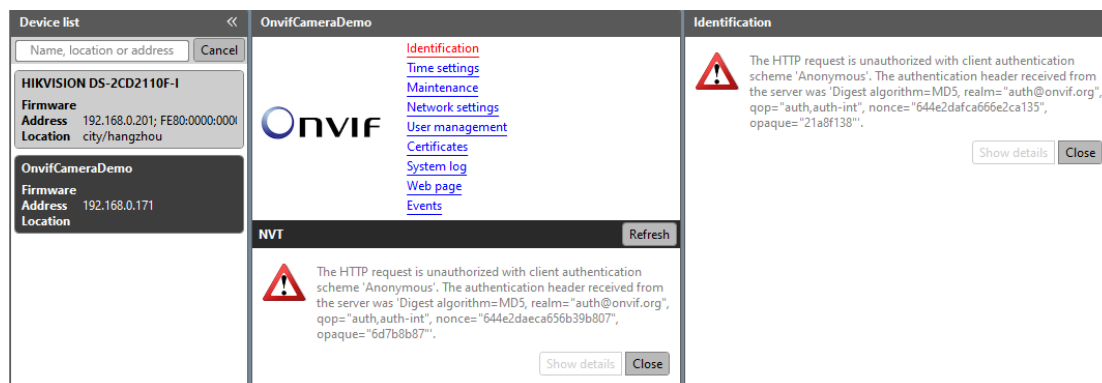 Device list «
Name, location or address Cancel
HIKVISION DS-2CD2110F-I
Firmware
Address 192.168.0.201; FE80:0000:000
Location city/hangzhou
OnvifCameraDemo
Firmware
Address 192.168.0.171
Location
OnvifCameraDemo
ONVIF
Identification
Time settings
Maintenance
Network settings
User management
Certificates
System log
Web page
Events
NVT Refresh
The HTTP request is unauthorized with client authentication
scheme 'Anonymous'. The authentication header received from
the server was 'Digest algorithm=MD5, realm="auth@onvif.org",
qop="auth,auth-int", nonce="644e2daeca656b39b807",
opaque="6d7b8b87"'.
Show details Close
Identification
The HTTP request is unauthorized with client authentication
scheme 'Anonymous'. The authentication header received from
the server was 'Digest algorithm=MD5, realm="auth@onvif.org",
qop="auth,auth-int", nonce="644e2dafca666e2ca135",
opaque="21a8f138"'.
Show details Close